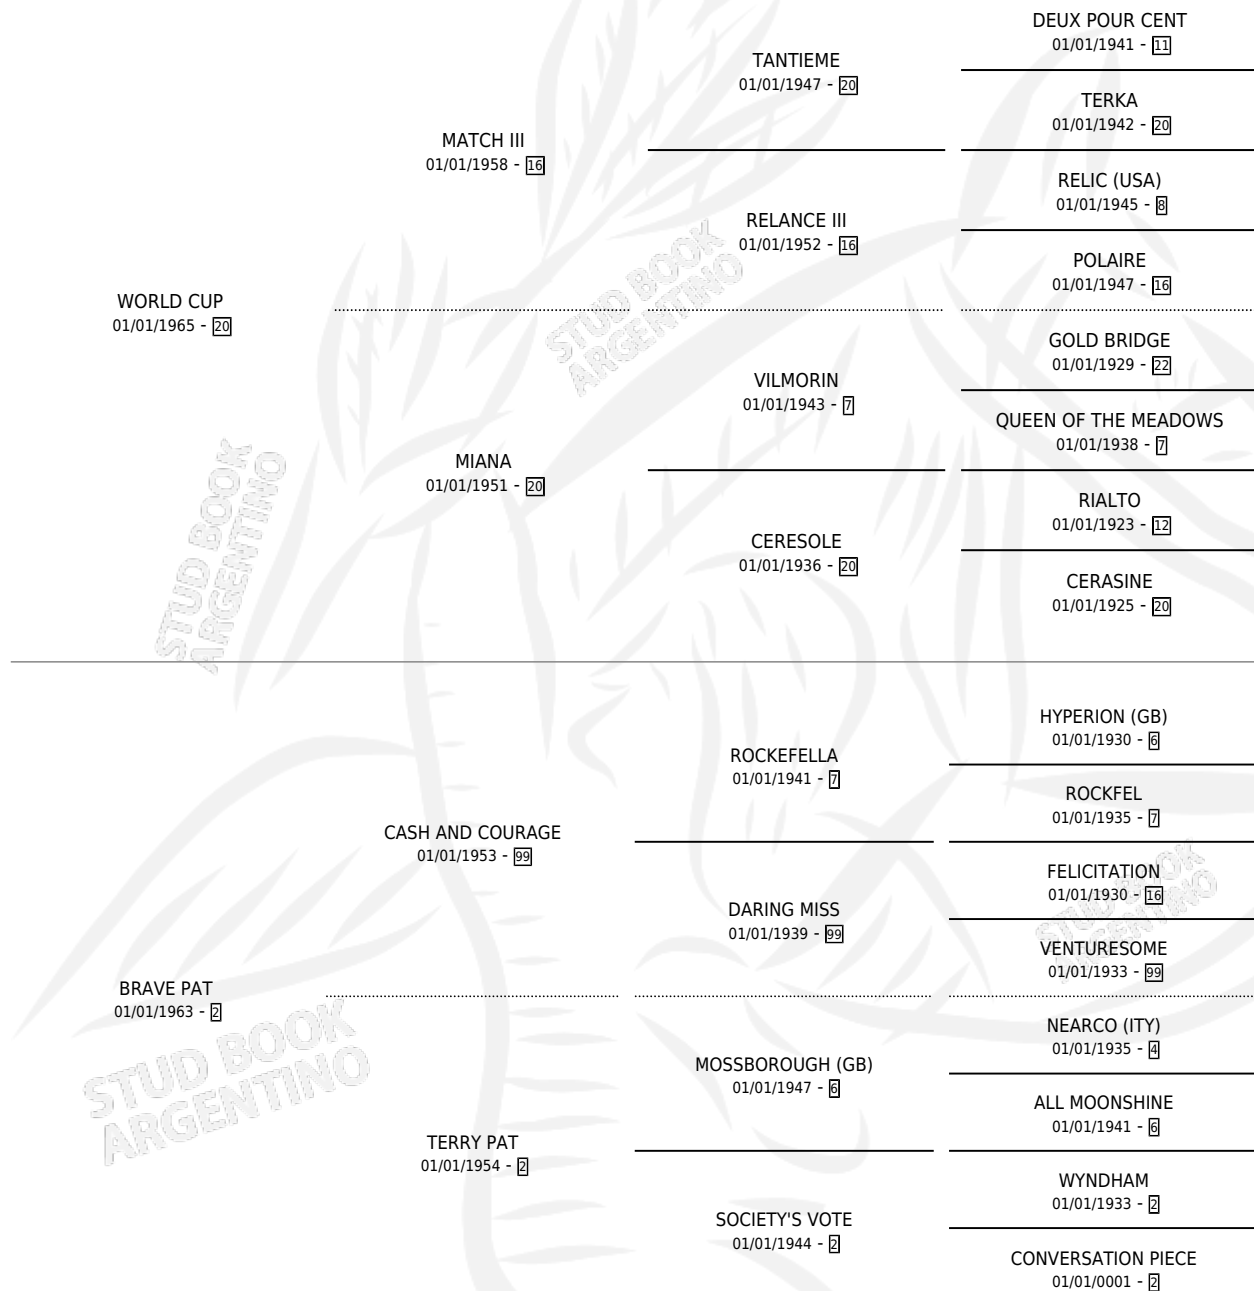 DEUX POUR CENT
01/01/1941 - 11
TANTIEME
01/01/1947 - 20
TERKA
01/01/1942 - 20
MATCH III
01/01/1958 - 16
RELIC (USA)
01/01/1945 - 8
RELANCE III
01/01/1952 - 16
POLAIRE
01/01/1947 - 16
WORLD CUP
01/01/1965 - 20
GOLD BRIDGE
01/01/1929 - 22
VILMORIN
01/01/1943 - 7
QUEEN OF THE MEADOWS
01/01/1938 - 7
MIANA
01/01/1951 - 20
RIALTO
01/01/1923 - 12
CERESOLE
01/01/1936 - 20
CERASINE
01/01/1925 - 20
HYPERION (GB)
01/01/1930 - 6
ROCKEFELLA
01/01/1941 - 7
ROCKFEL
01/01/1935 - 7
CASH AND COURAGE
01/01/1953 - 99
FELICITATION
01/01/1930 - 16
DARING MISS
01/01/1939 - 99
VENTURESOME
01/01/1933 - 99
BRAVE PAT
01/01/1963 - 2
NEARCO (ITY)
01/01/1935 - 4
MOSSBOROUGH (GB)
01/01/1947 - 6
ALL MOONSHINE
01/01/1941 - 6
TERRY PAT
01/01/1954 - 2
WYNDHAM
01/01/1933 - 2
SOCIETY'S VOTE
01/01/1944 - 2
CONVERSATION PIECE
01/01/0001 - 2
STUD BOOK
ARGENTINO
STUD BOOK
ARGENTINO
STUD BOOK
ARGENTINO
STUD BOOK
ARGENTINO